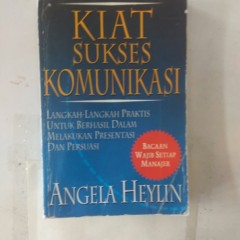 KIAT
SUKSES
KOMUNIKASI
LANGKAH-LANGKAH PRAKTIS
UNTUK BERHASIL DALAM
MELAKUKAN PRESENTASI
DAN PERSUASI
BACAAN
WAJIB SETIAP
MANAJER
ANGELA HEYLIN